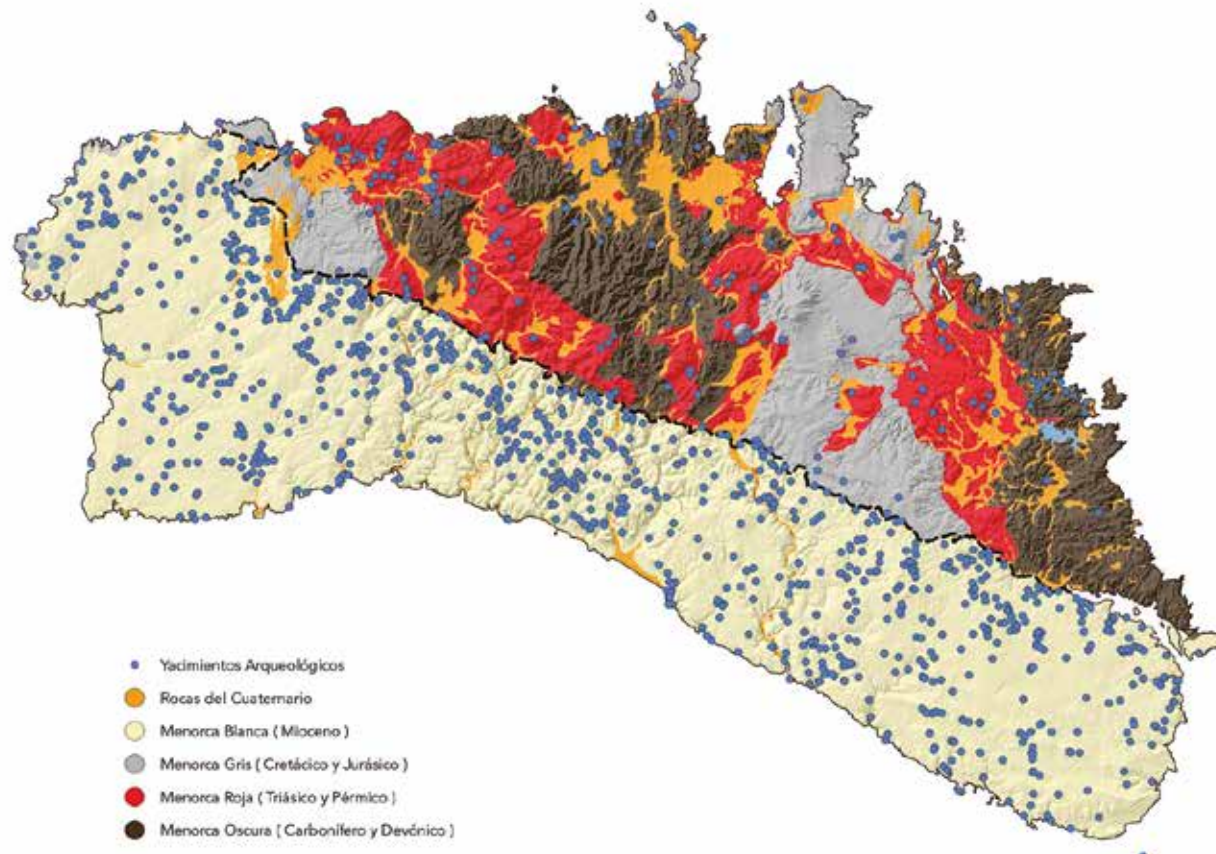 Yacimientos Arqueológicos
Rocas del Cuaternario
Menorca Blanca ( Mioceno )
Menorca Gris ( Cretácico y Jurásico )
Menorca Roja ( Triásico y Pérmico )
Menorca Oscura ( Carbonífero y Devónico )